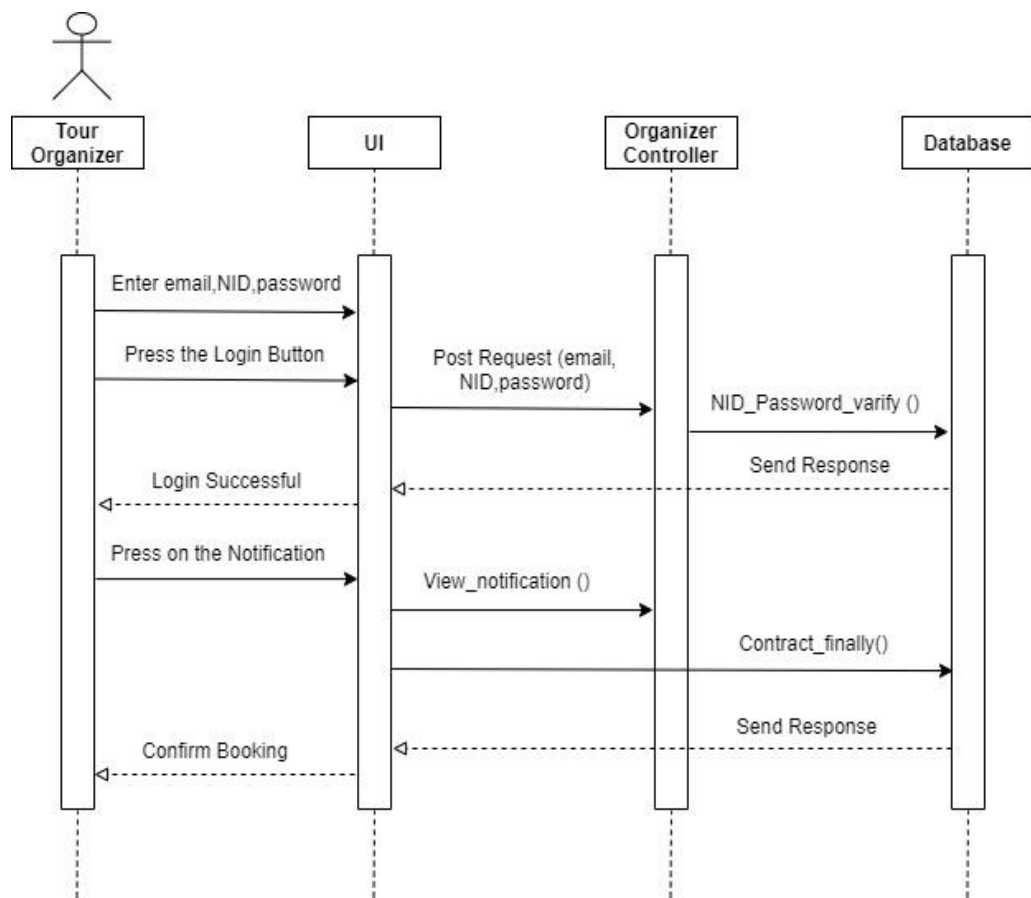 Tour
Organizer
UI
Organizer
Controller
Database
Enter email,NID,password
Press the Login Button
Post Request (email,
NID,password)
NID_Password_varify ()
Send Response
Login Successful
Press on the Notification
View_notification ()
Contract_finally()
Send Response
Confirm Booking